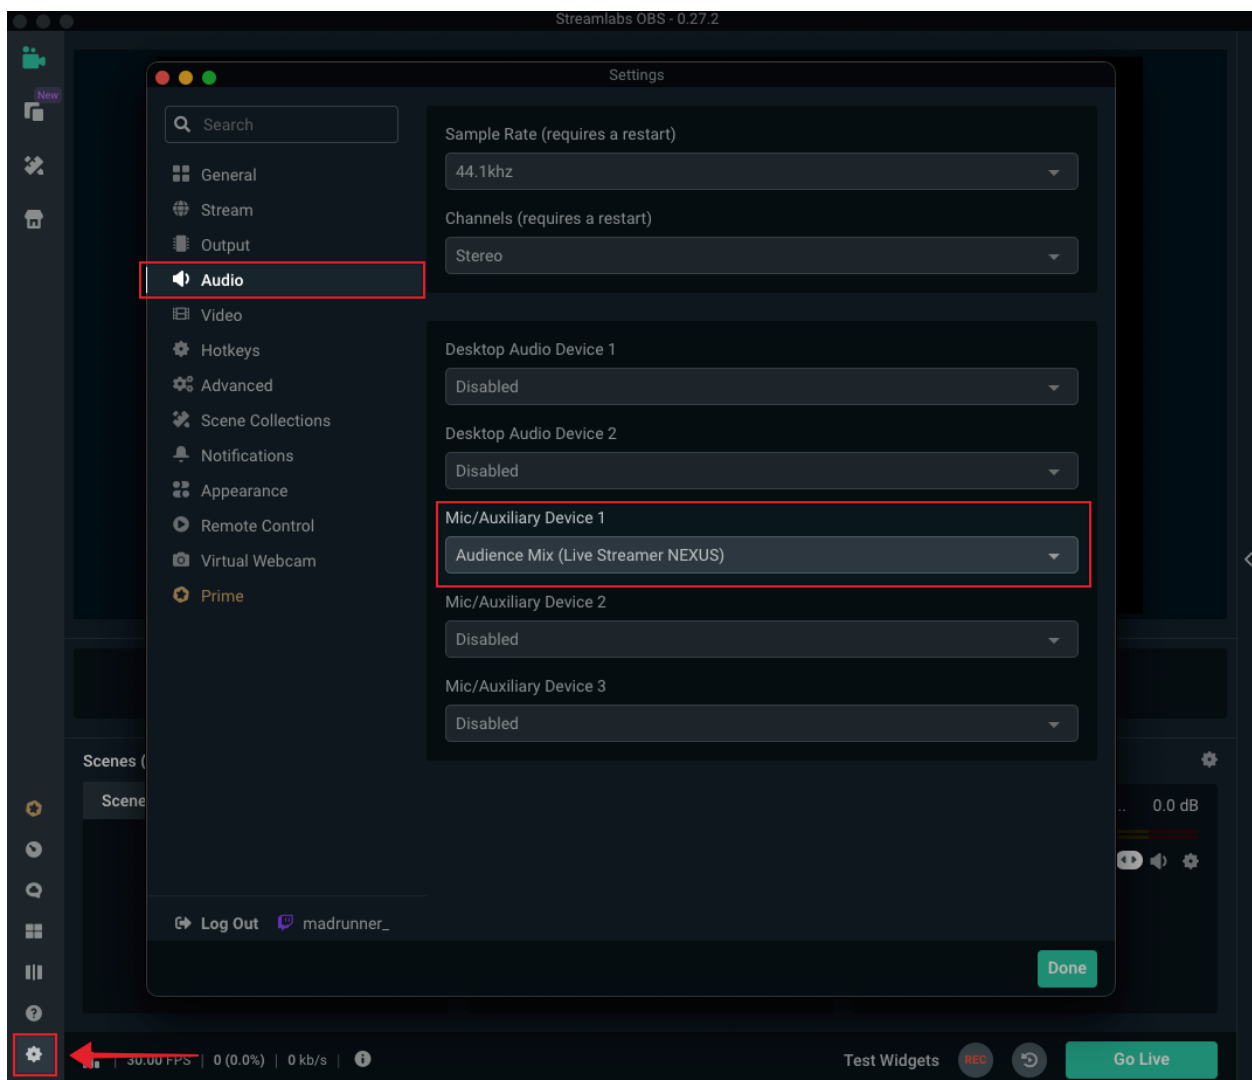 Streamlabs OBS - 0.27.2
Settings
New
Search
General
Stream
Output
Audio
Video
Hotkeys
Advanced
Scene Collections
Notifications
Appearance
Remote Control
Virtual Webcam
Prime
Sample Rate (requires a restart)
44.1khz
Channels (requires a restart)
Stereo
Desktop Audio Device 1
Disabled
Desktop Audio Device 2
Disabled
Mic/Auxiliary Device 1
Audience Mix (Live Streamer NEXUS)
Mic/Auxiliary Device 2
Disabled
Mic/Auxiliary Device 3
Disabled
Scenes (
Scene
.. 0.0 dB
Log Out madrunner_
Done
30.00 FPS | 0 (0.0%) | 0 kb/s |
Test Widgets REC Go Live